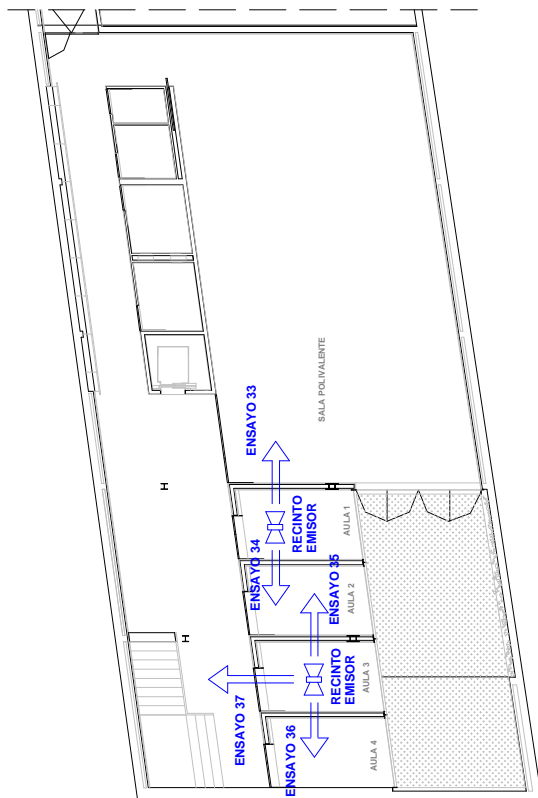 SALA POLIVALENTE
ENSAYO 33
ENSAYO 34
RECINTO
EMISOR
AULA 1
ENSAYO 35
AULA 2
ENSAYO 37
RECINTO
EMISOR
AULA 3
ENSAYO 36
AULA 4